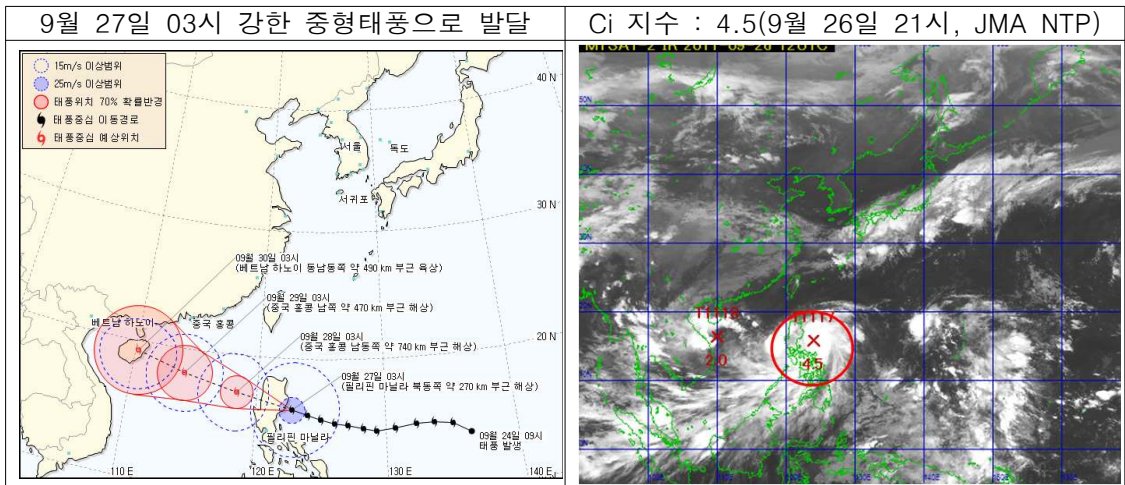 9월 27일 03시 강한 중형태풍으로 발달
Ci 지수 : 4.5(9월 26일 21시, JMA NTP)
15m/s 이상범위
25m/s 이상범위
태풍위치 70% 확률반경
태풍중심 이동경로
태풍중심 예상위치
40 N
서울
독도
서귀포
30 N
09월 30일 03시
(베트남 하노이 동남동쪽 약 490 km 부근 육상)
09월 29일 03시
(중국 홍콩 남쪽 약 470 km 부근 해상)
베트남 하노이
중국 홍콩
20 N
09월 28일 03시
(중국 홍콩 남동쪽 약 740 km 부근 해상)
09월 27일 03시
(필리핀 마닐라 북동쪽 약 270 km 부근 해상)
필리핀 마닐라
09월 24일 09시
태풍 발생
110 E
120 E
130 E
140 E
MTSAT-2 IR 2011-09-26 12UTC
50N
30N
T1118
2.0
T1117
4.5